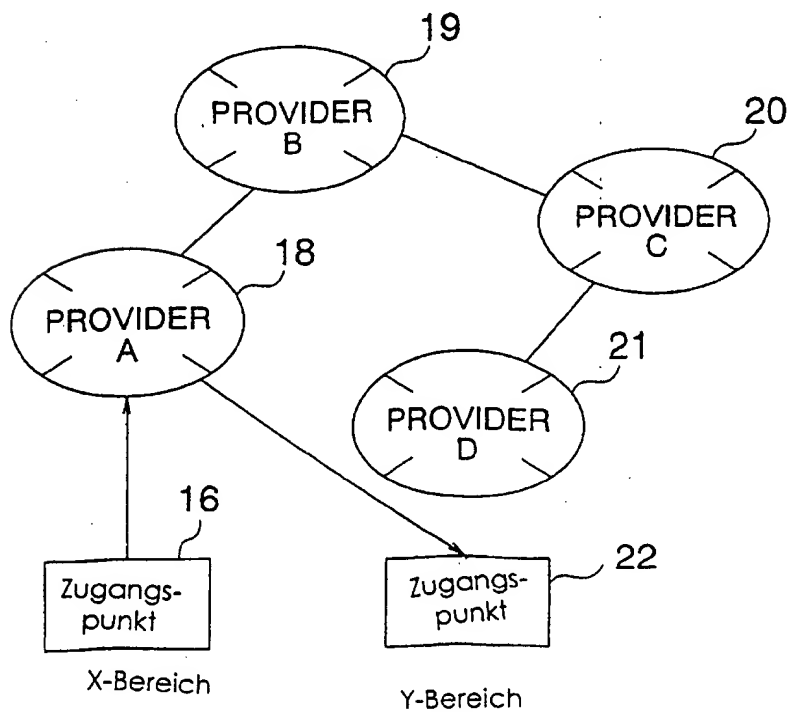 19
PROVIDER
B
20
PROVIDER
C
18
PROVIDER
A
21
PROVIDER
D
16
Zugangs-
punkt
X-Bereich
22
Zugangs-
punkt
Y-Bereich